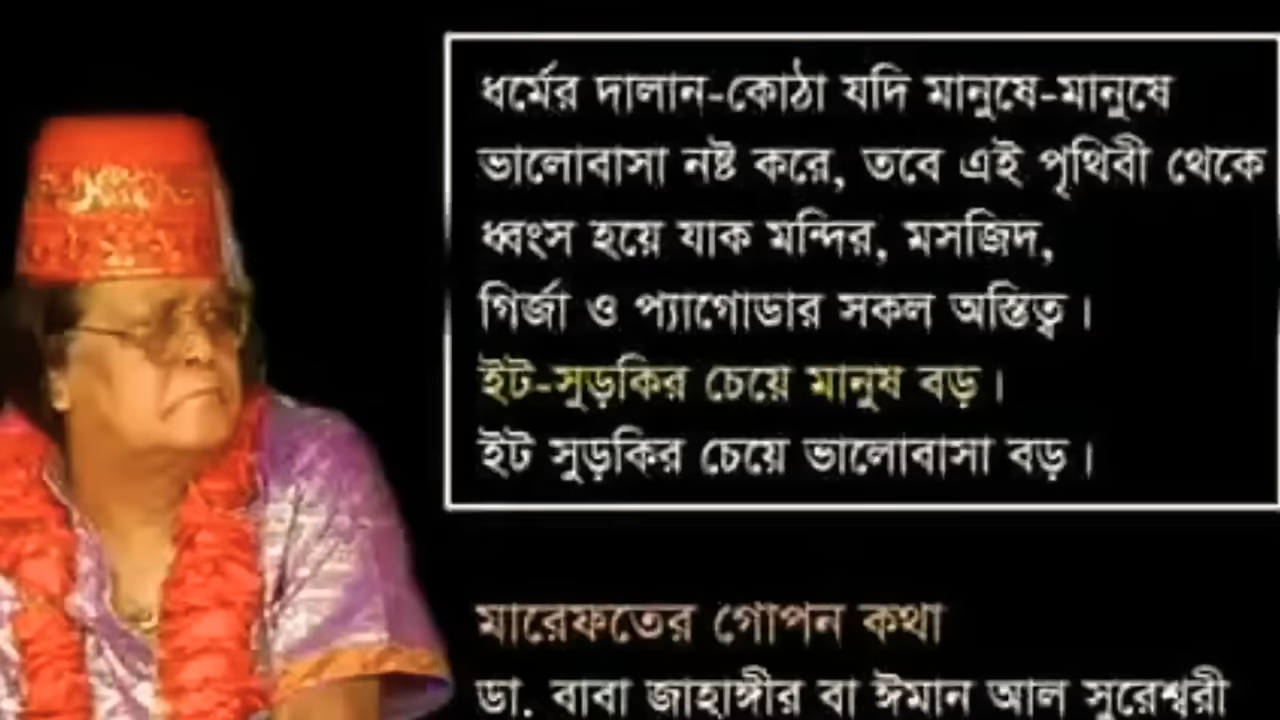 ধর্মের দালান-কোঠা যদি মানুষে-মানুষে
ভালোবাসা নষ্ট করে, তবে এই পৃথিবী থেকে
ধ্বংস হয়ে যাক মন্দির, মসজিদ,
গির্জা ও প্যাগোডার সকল অস্তিত্ব।
ইট-সুড়কির চেয়ে মানুষ বড়।
ইট সুড়কির চেয়ে ভালোবাসা বড়।
মারেফতের গোপন কথা
ডা. বাবা জাহাঙ্গীর বা ঈমান আল সুরেশ্বরী